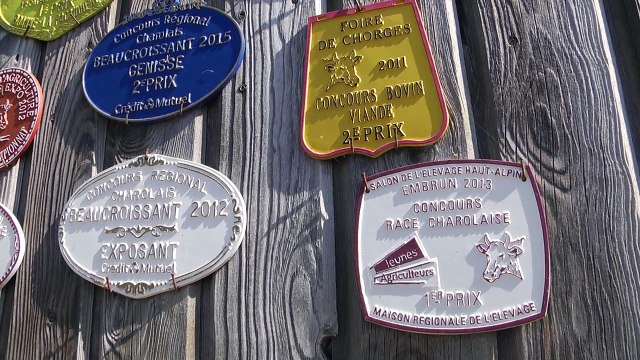 Concours Régional
Charolais
BEAUCROISSANT 2015
GENISSE
2e PRIX
Crédit Mutuel
FOIRE
DE CHORGES
2011
CONCOURS BOVIN
VIANDE
2e PRIX
CONCOURS RÉGIONAL
CHAROLAIS
BEAUCROISSANT 2012
EXPOSANT
Crédit Mutuel
SALON DE L'ÉLEVAGE HAUT-ALPIN
EMBRUN 2013
CONCOURS
RACE CHAROLAISE
Jeunes
Agriculteurs
1er PRIX
MAISON RÉGIONALE DE L'ÉLEVAGE